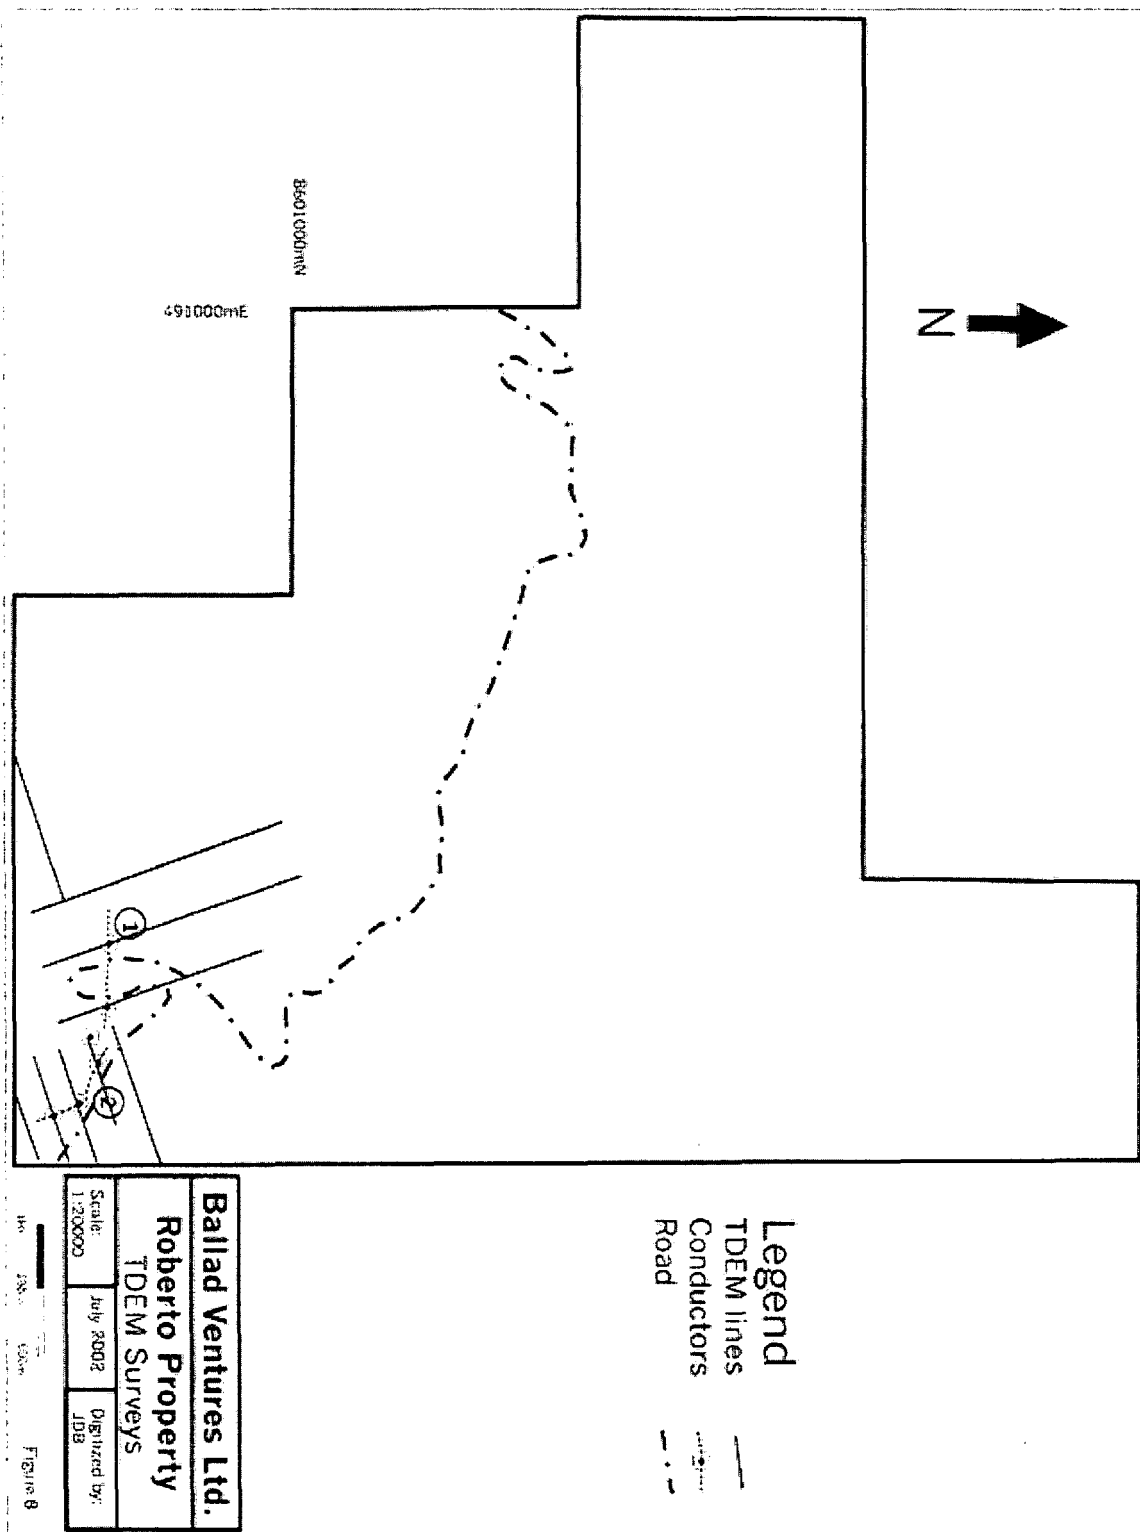 8601000mN
491000mE
N
1
2
Legend
TDEM lines
Conductors
Road
Ballad Ventures Ltd.
Roberto Property
TDEM Surveys
Scale:
1:20000
July 2002
Digitized by:
JDB
Figure 8